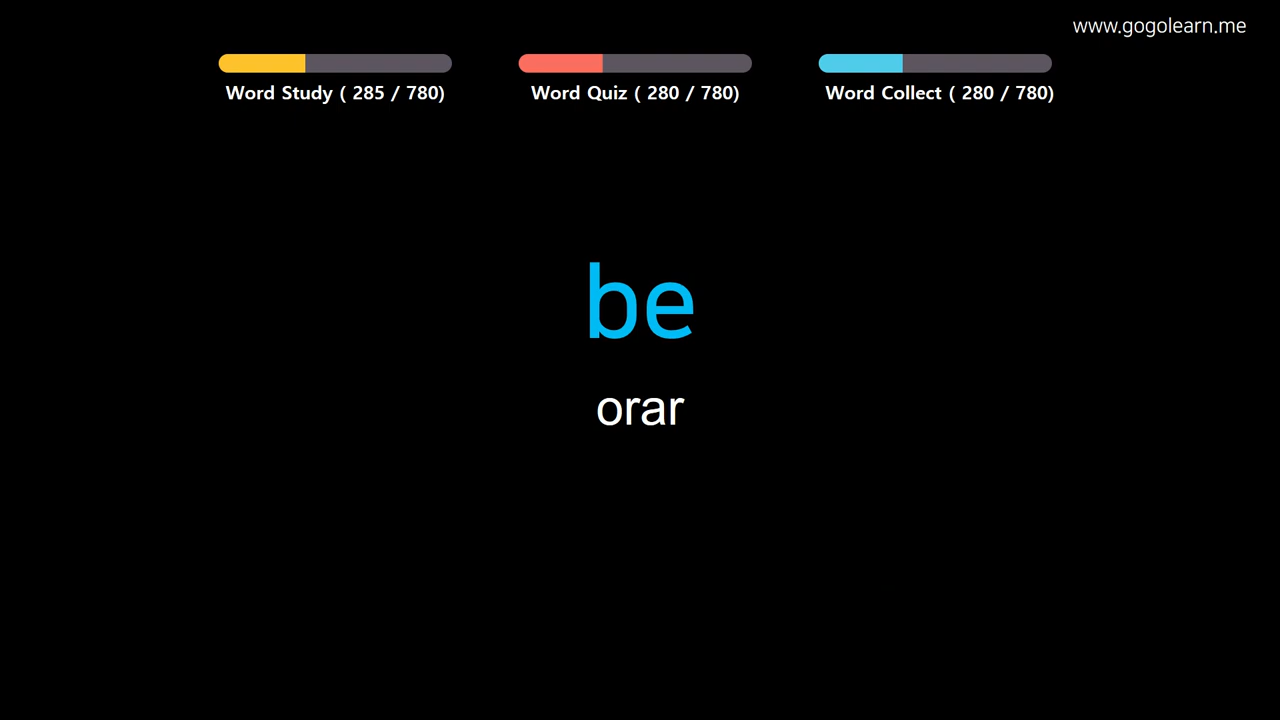 www.gogolearn.me
Word Study ( 285 / 780)
Word Quiz ( 280 / 780)
Word Collect ( 280 / 780)
be
orar